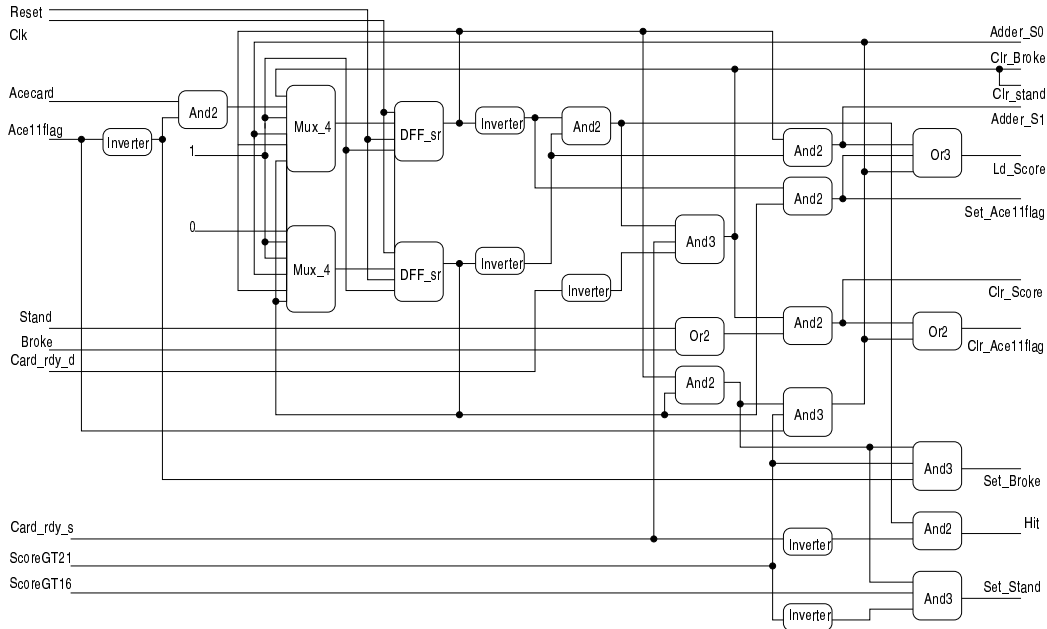 Reset
Clk
Adder_S0
Clr_Broke
Acecard
And2
Mux_4
DFF_sr
Inverter
And2
Clr_stand
Adder_S1
Ace11flag
Inverter
1
And2
Or3
Ld_Score
And2
Set_Ace11flag
0
Mux_4
DFF_sr
Inverter
And3
Inverter
Clr_Score
Stand
Broke
Card_rdy_d
Or2
And2
Or2
Clr_Ace11flag
And2
And3
And3
Set_Broke
Card_rdy_s
Inverter
And2
Hit
ScoreGT21
ScoreGT16
And3
Set_Stand
Inverter